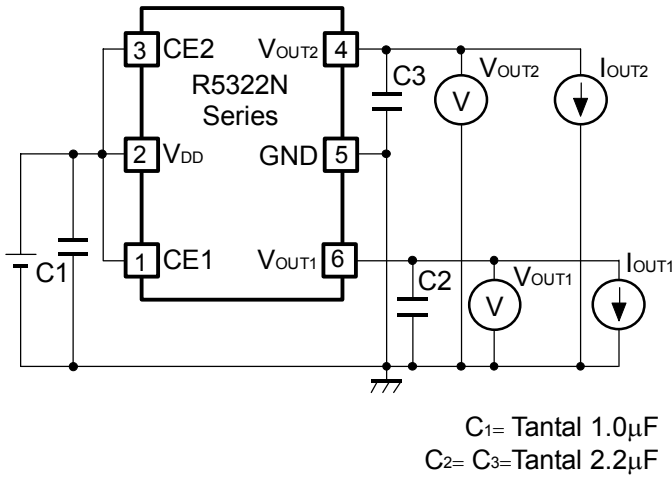 3 CE2 VOUT2 4
R5322N
Series
C3
VOUT2
V
IOUT2
2 VDD GND 5
C1
1 CE1 VOUT1 6
C2
VOUT1
V
IOUT1
C1= Tantal 1.0μF
C2= C3=Tantal 2.2μF